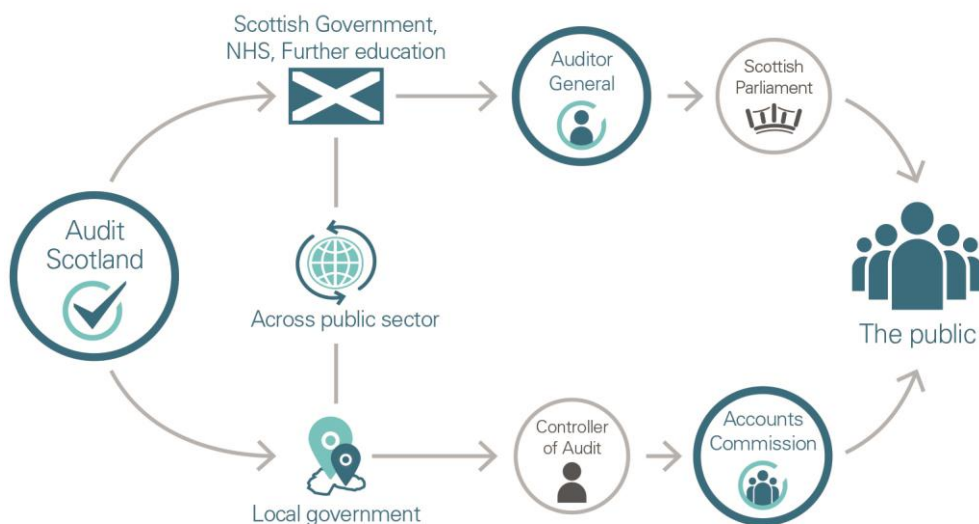 Scottish Government,
NHS, Further education
Auditor
General
Scottish
Parliament
Audit
Scotland
Across public sector
The public
Controller
of Audit
Accounts
Commission
Local government